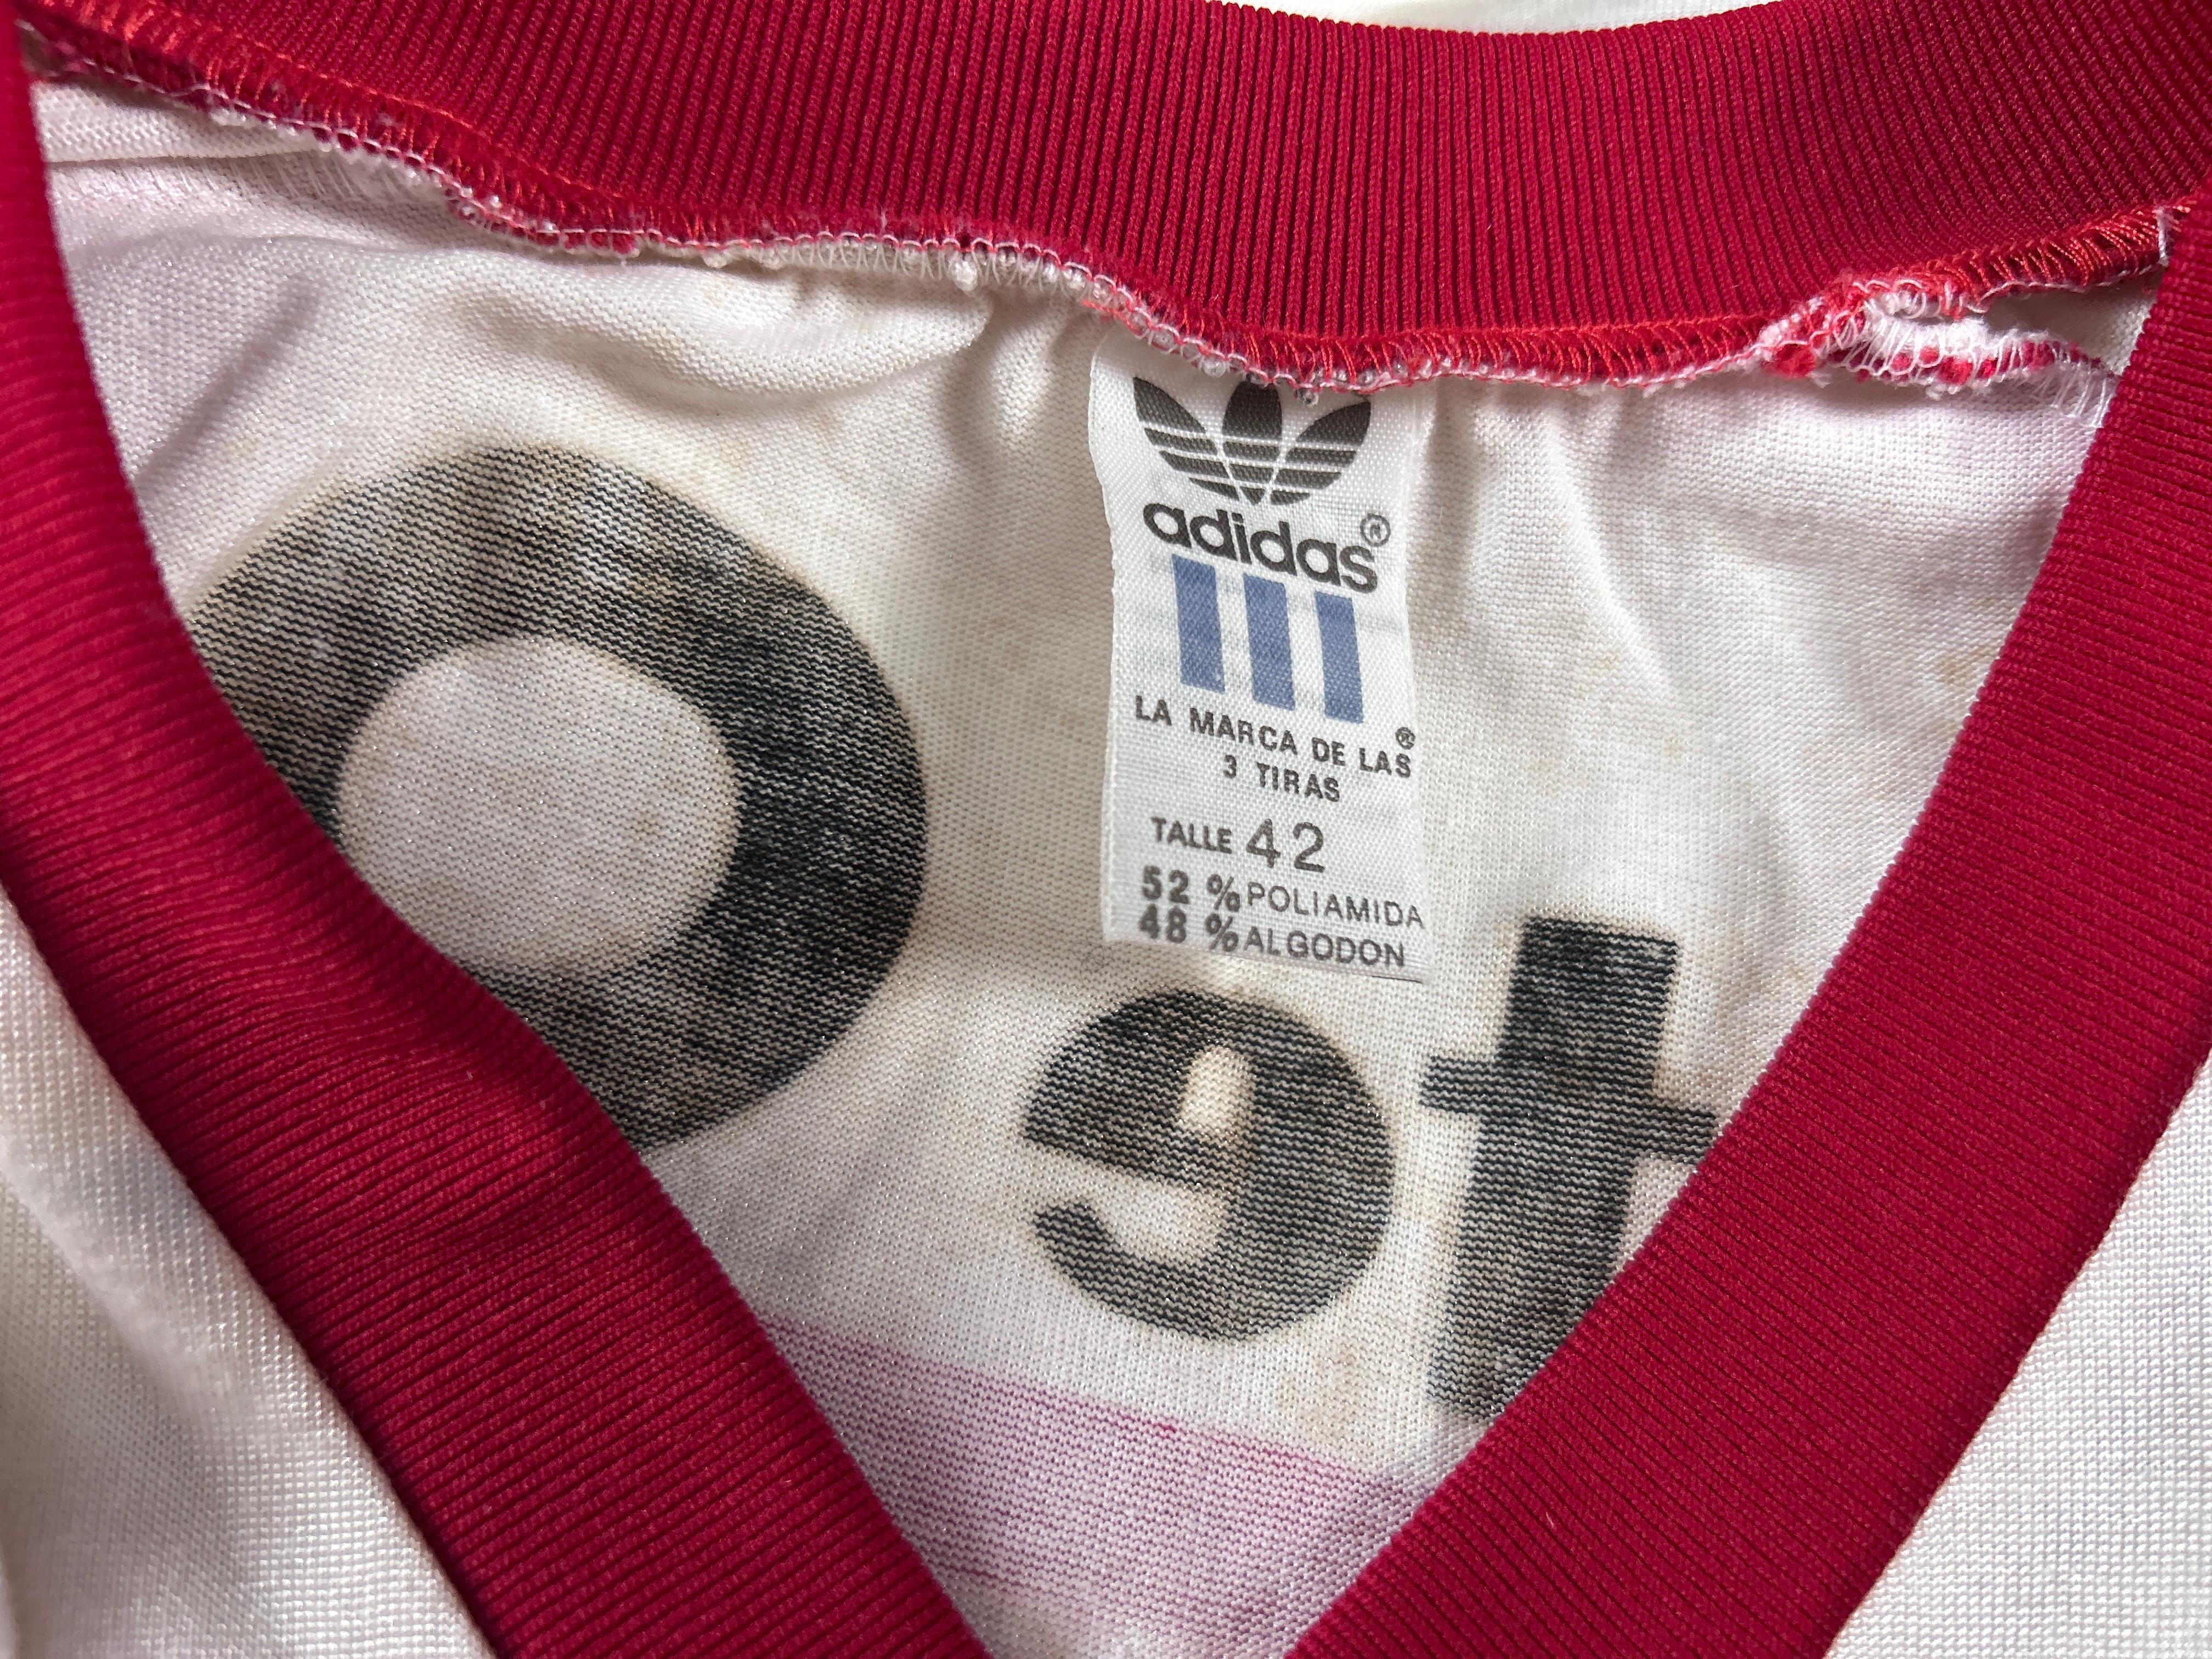 adidas®
LA MARCA DE LAS®
3 TIRAS
TALLE 42
52 % POLIAMIDA
48 % ALGODON